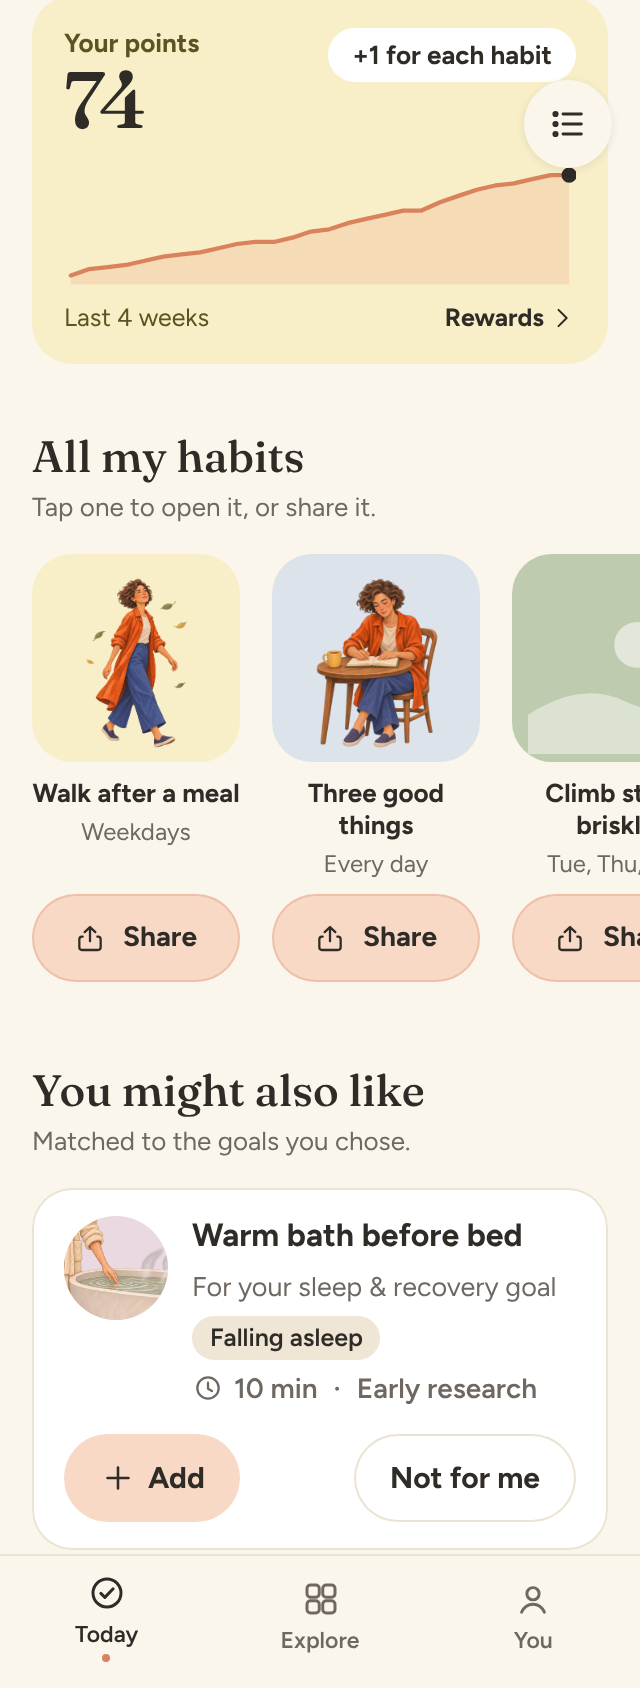 Your points
+1 for each habit
74
Last 4 weeks
Rewards
All my habits
Tap one to open it, or share it.
Walk after a meal
Weekdays
Share
Three good
things
Every day
Share
Climb
Tue, Thu,
You might also like
Matched to the goals you chose.
Warm bath before bed
For your sleep & recovery goal
Falling asleep
10 min · Early research
Add
Not for me
Today
Explore
You